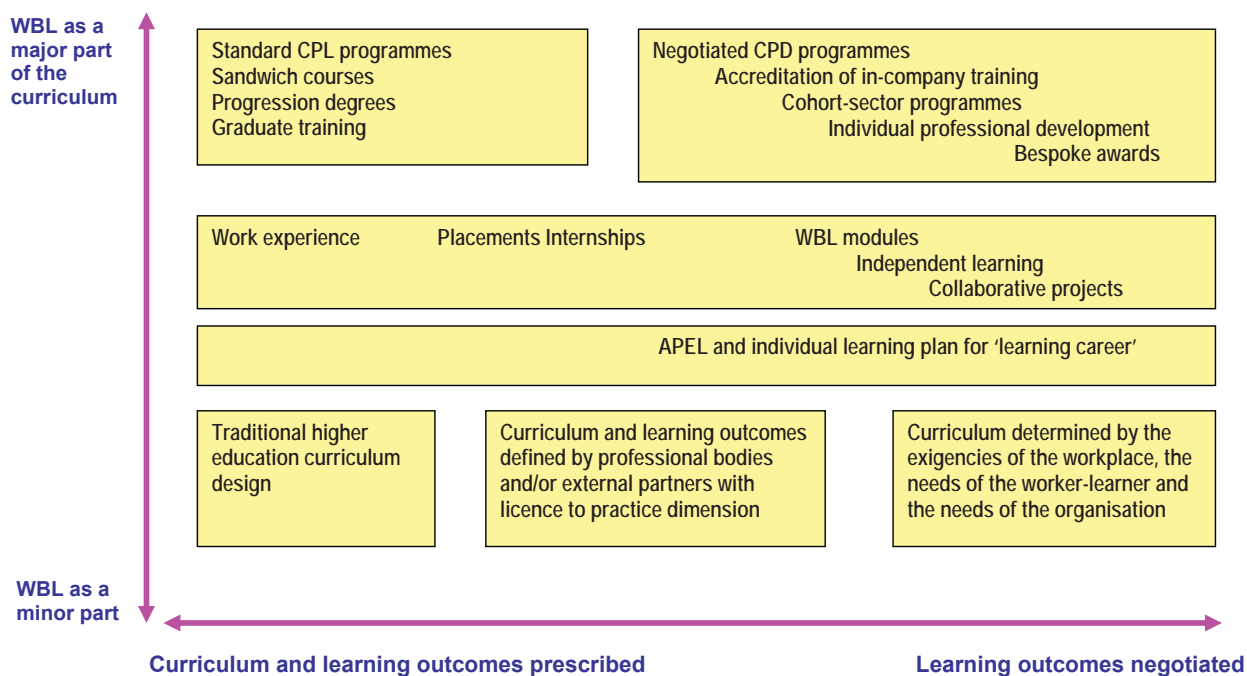 WBL as a
major part
of the
curriculum
Standard CPL programmes
Sandwich courses
Progression degrees
Graduate training
Negotiated CPD programmes
Accreditation of in-company training
Cohort-sector programmes
Individual professional development
Bespoke awards
Work experience
Placements Internships
WBL modules
Independent learning
Collaborative projects
APEL and individual learning plan for ‘learning career’
Traditional higher
education curriculum
design
Curriculum and learning outcomes
defined by professional bodies
and/or external partners with
licence to practice dimension
Curriculum determined by the
exigencies of the workplace, the
needs of the worker-learner and
the needs of the organisation
WBL as a
minor part
Curriculum and learning outcomes prescribed
Learning outcomes negotiated